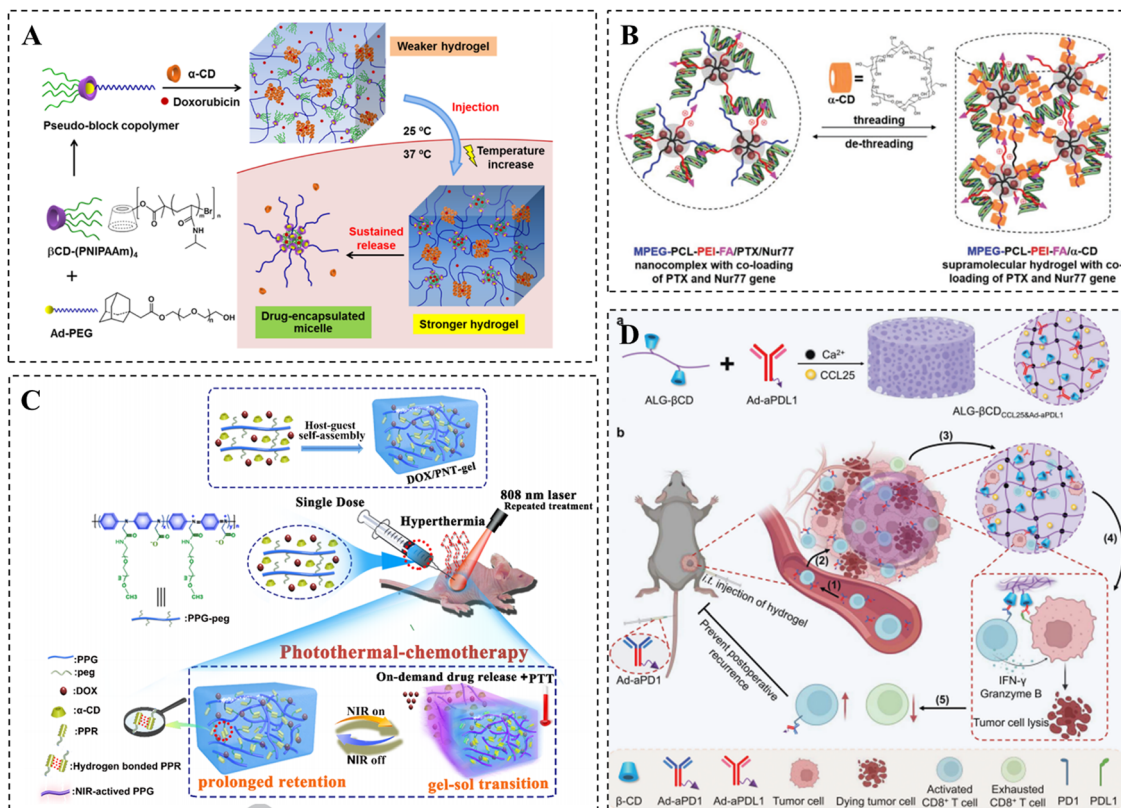 A
α-CD
Doxorubicin
Pseudo-block copolymer
Weaker hydrogel
Injection
25 °C
37 °C
Temperature
increase
O
O
O
O
Br
m
n
HN
βCD-(PNIPAAm)4
+
Ad-PEG
O
O
O
m
OH
Sustained
release
Drug-encapsulated
micelle
Stronger hydrogel
B
α-CD
=
threading
de-threading
MPEG-PCL-PEI-FA/PTX/Nur77
nanocomplex with co-loading
of PTX and Nur77 gene
MPEG-PCL-PEI-FA/α-CD
supramolecular hydrogel with co-
loading of PTX and Nur77 gene
C
Host-guest
self-assembly
DOX/PNT-gel
Single Dose
808 nm laser
Repeated treatment
Hyperthermia
:PPG-peg
Photothermal-chemotherapy
:PPG
:peg
:DOX
:α-CD
:PPR
:Hydrogen bonded PPR
:NIR-actived PPG
On-demand drug release +PTT
NIR on
NIR off
prolonged retention
gel-sol transition
a
D
ALG-βCD
+
Ad-aPDL1
Ca²⁺
CCL25
ALG-βCD CCL25&Ad-aPDL1
b
(1)
(2)
(3)
(4)
i.t. injection of hydrogel
Ad-aPD1
Prevent postoperative
recurrence
IFN-γ
Granzyme B
Tumor cell lysis
(5)
β-CD
Ad-aPD1
Ad-aPDL1
Tumor cell
Dying tumor cell
Activated
CD8⁺ T cell
Exhausted
CD8⁺ T cell
PD1
PDL1